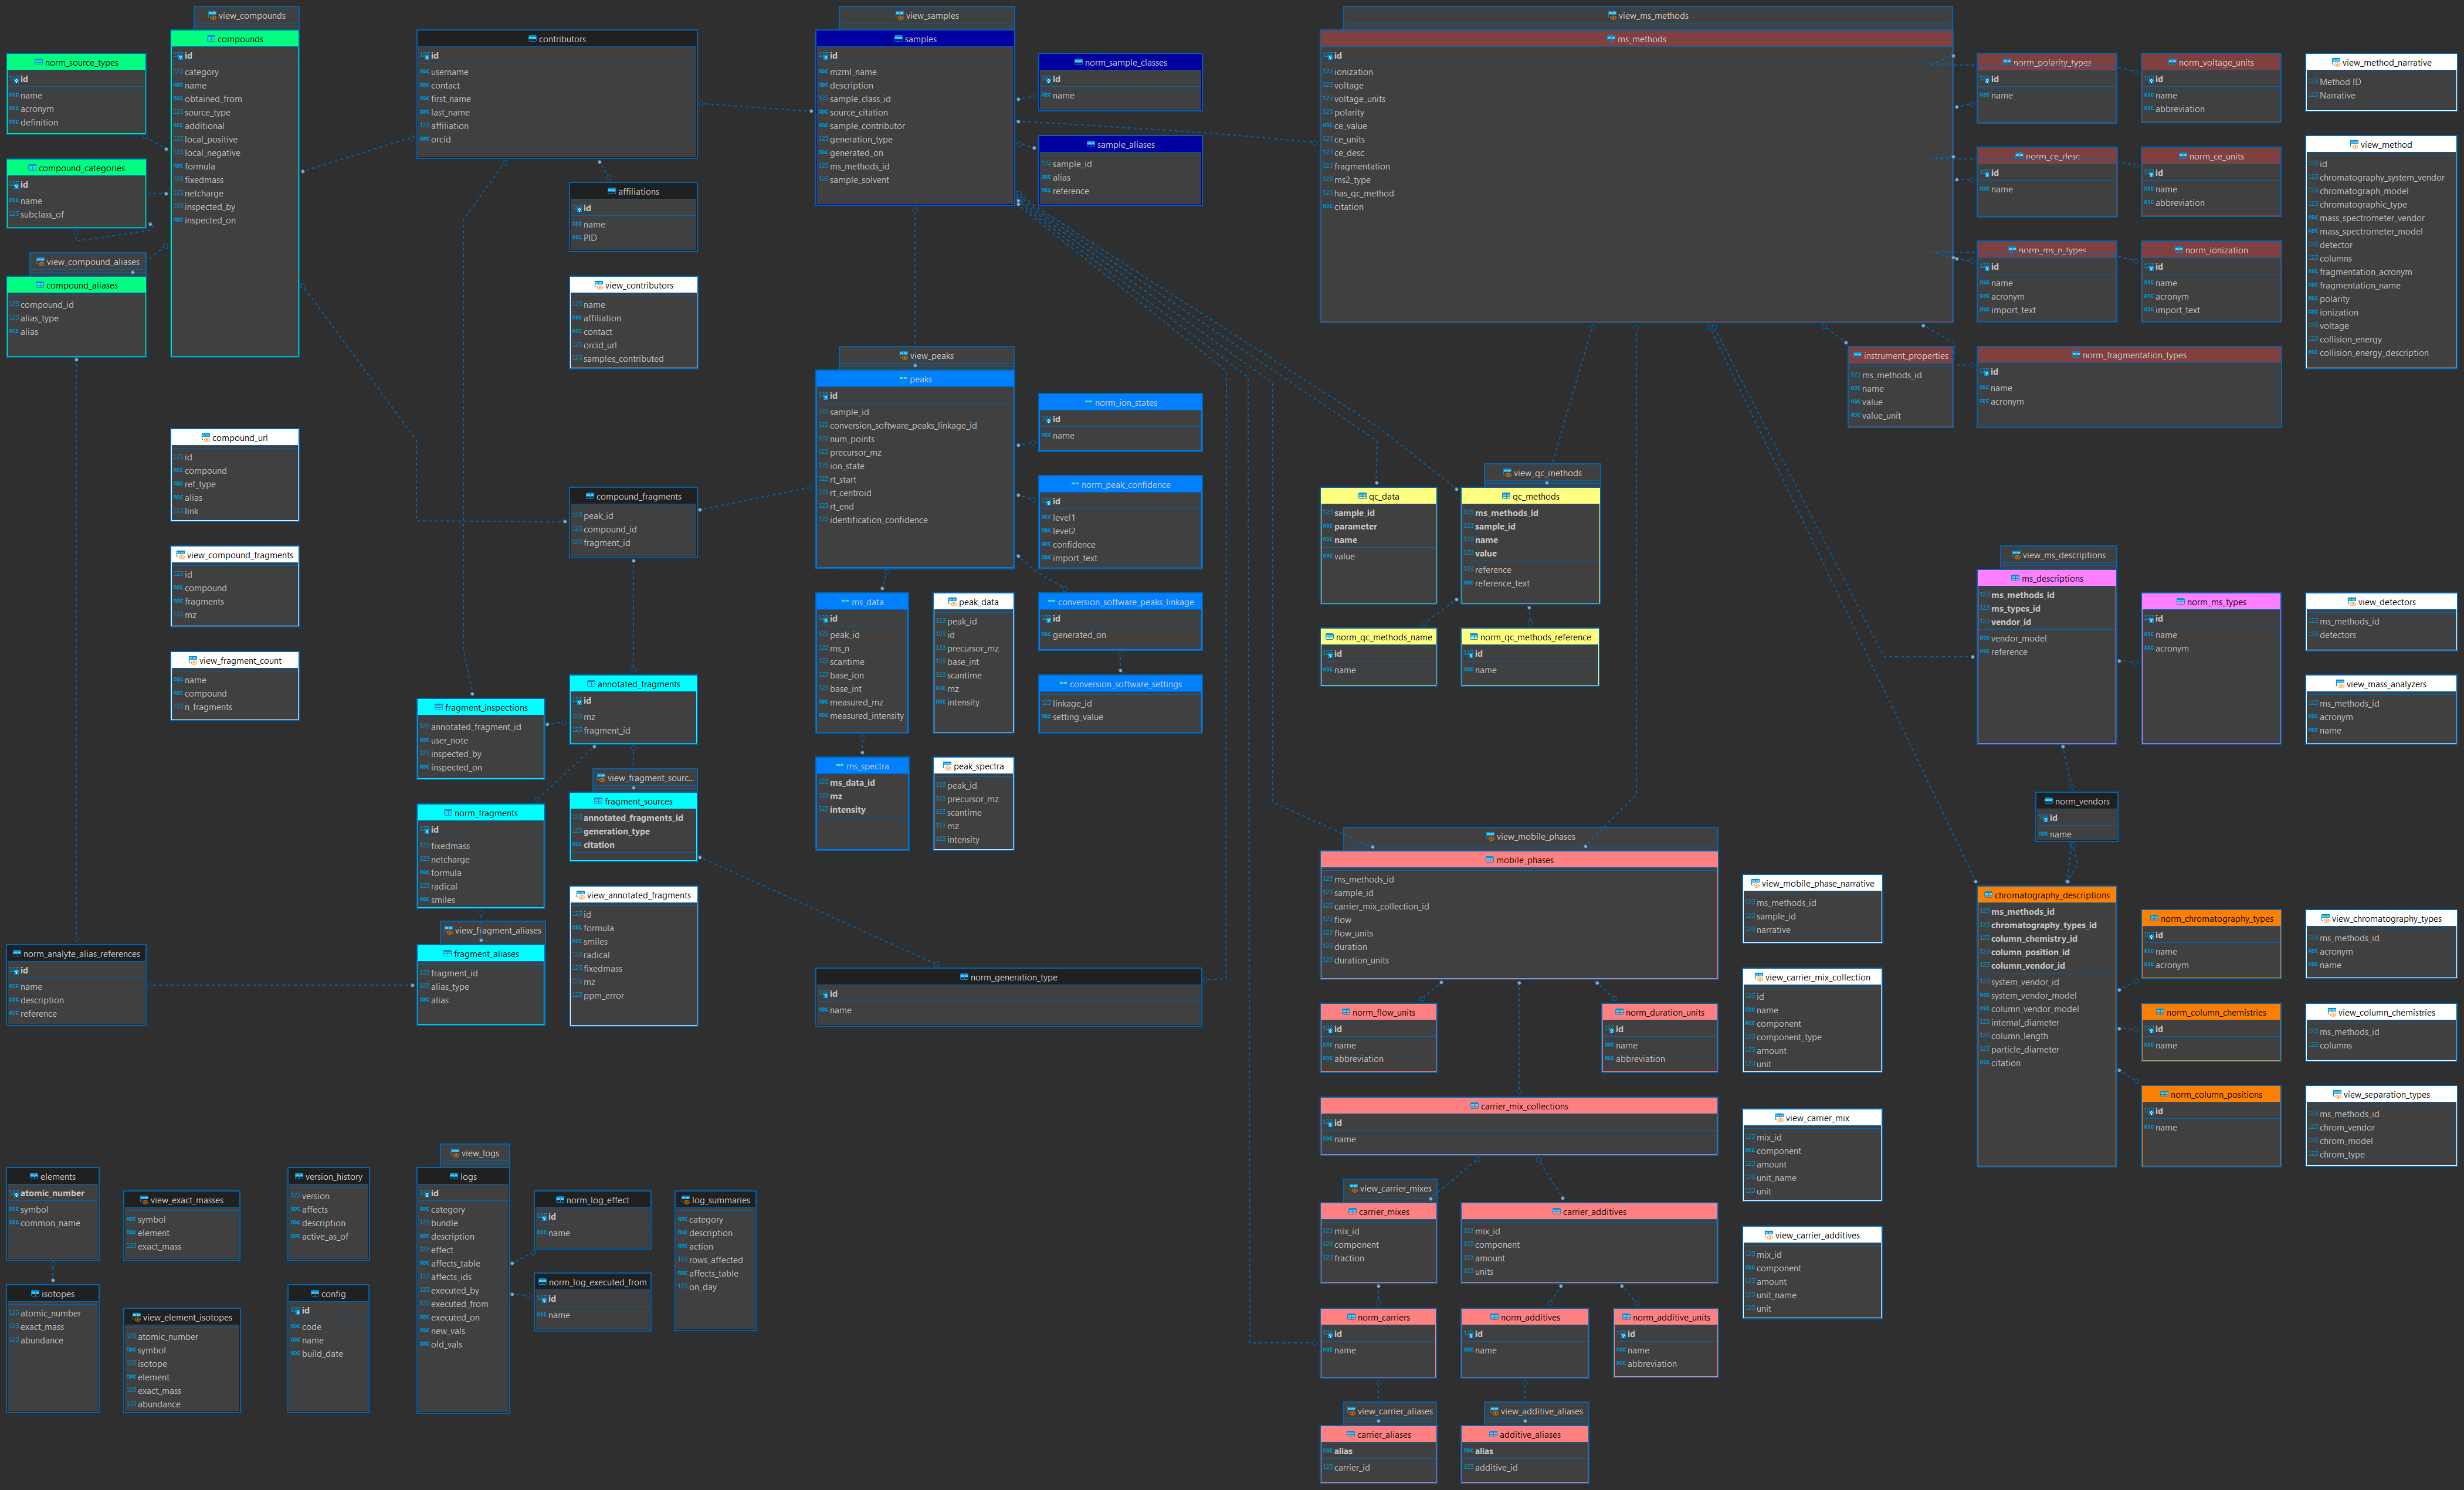 view_compounds
compounds
id
category
name
obtained_from
source_type
additional
local_positive
local_negative
formula
fixedmass
netcharge
inspected_by
inspected_on
norm_source_types
id
name
acronym
definition
compound_categories
id
name
subclass_of
view_compound_aliases
compound_aliases
compound_id
alias_type
alias
contributors
id
username
contact
first_name
last_name
affiliation
orcid
affiliations
id
name
PID
view_contributors
name
affiliation
contact
orcid_url
samples_contributed
view_samples
samples
id
mzml_name
description
sample_class_id
source_citation
sample_contributor
generation_type
generated_on
ms_methods_id
sample_solvent
norm_sample_classes
id
name
sample_aliases
sample_id
alias
reference
view_ms_methods
ms_methods
id
ionization
voltage
voltage_units
polarity
ce_value
ce_units
ce_desc
fragmentation
ms2_type
has_qc_method
citation
norm_polarity_types
id
name
norm_voltage_units
id
name
abbreviation
norm_ce_desc
id
name
norm_ce_units
id
name
abbreviation
norm_ms_n_types
id
name
acronym
import_text
norm_ionization
id
name
acronym
import_text
instrument_properties
ms_methods_id
name
value
value_unit
norm_fragmentation_types
id
name
acronym
view_method_narrative
Method ID
Narrative
view_method
id
chromatography_system_vendor
chromatograph_model
chromatographic_type
mass_spectrometer_vendor
mass_spectrometer_model
detector
columns
fragmentation_acronym
fragmentation_name
polarity
ionization
voltage
collision_energy
collision_energy_description
compound_url
id
compound
ref_type
alias
link
view_compound_fragments
id
compound
fragments
mz
view_fragment_count
name
compound
n_fragments
compound_fragments
peak_id
compound_id
fragment_id
view_peaks
peaks
id
sample_id
conversion_software_peaks_linkage_id
num_points
precursor_mz
ion_state
rt_start
rt_centroid
rt_end
identification_confidence
norm_ion_states
id
name
norm_peak_confidence
id
level1
level2
confidence
import_text
ms_data
id
peak_id
ms_n
scantime
base_ion
base_int
measured_mz
measured_intensity
peak_data
peak_id
id
precursor_mz
base_int
scantime
mz
intensity
conversion_software_peaks_linkage
id
generated_on
conversion_software_settings
linkage_id
setting_value
ms_spectra
ms_data_id
mz
intensity
peak_spectra
peak_id
precursor_mz
scantime
mz
intensity
qc_data
sample_id
parameter
name
value
view_qc_methods
qc_methods
ms_methods_id
sample_id
name
value
reference
reference_text
norm_qc_methods_name
id
name
norm_qc_methods_reference
id
name
view_ms_descriptions
ms_descriptions
ms_methods_id
ms_types_id
vendor_id
vendor_model
reference
norm_ms_types
id
name
acronym
view_detectors
ms_methods_id
detectors
view_mass_analyzers
ms_methods_id
acronym
name
norm_vendors
id
name
fragment_inspections
annotated_fragment_id
user_note
inspected_by
inspected_on
annotated_fragments
id
mz
fragment_id
view_fragment_sourc...
fragment_sources
annotated_fragments_id
generation_type
citation
norm_fragments
id
fixedmass
netcharge
formula
radical
smiles
view_fragment_aliases
fragment_aliases
fragment_id
alias_type
alias
view_annotated_fragments
id
formula
smiles
radical
fixedmass
mz
ppm_error
norm_analyte_alias_references
id
name
description
reference
norm_generation_type
id
name
view_mobile_phases
mobile_phases
ms_methods_id
sample_id
carrier_mix_collection_id
flow
flow_units
duration
duration_units
norm_flow_units
id
name
abbreviation
norm_duration_units
id
name
abbreviation
view_mobile_phase_narrative
ms_methods_id
sample_id
narrative
view_carrier_mix_collection
id
name
component
component_type
amount
unit
chromatography_descriptions
ms_methods_id
chromatography_types_id
column_chemistry_id
column_position_id
column_vendor_id
system_vendor_id
system_vendor_model
column_vendor_model
internal_diameter
column_length
particle_diameter
citation
norm_chromatography_types
id
name
acronym
view_chromatography_types
ms_methods_id
acronym
name
norm_column_chemistries
id
name
view_column_chemistries
ms_methods_id
columns
norm_column_positions
id
name
view_separation_types
ms_methods_id
chrom_vendor
chrom_model
chrom_type
carrier_mix_collections
id
name
view_carrier_mix
mix_id
component
amount
unit_name
unit
view_carrier_mixes
carrier_mixes
mix_id
component
fraction
carrier_additives
mix_id
component
amount
units
view_carrier_additives
mix_id
component
amount
unit_name
unit
norm_carriers
id
name
norm_additives
id
name
norm_additive_units
id
name
abbreviation
view_carrier_aliases
carrier_aliases
alias
carrier_id
view_additive_aliases
additive_aliases
alias
additive_id
elements
atomic_number
symbol
common_name
view_exact_masses
symbol
element
exact_mass
version_history
version
affects
description
active_as_of
view_logs
logs
id
category
bundle
description
effect
affects_table
affects_ids
executed_by
executed_from
executed_on
new_vals
old_vals
norm_log_effect
id
name
log_summaries
category
description
action
rows_affected
affects_table
on_day
norm_log_executed_from
id
name
isotopes
atomic_number
exact_mass
abundance
view_element_isotopes
atomic_number
symbol
isotope
element
exact_mass
abundance
config
id
code
name
build_date